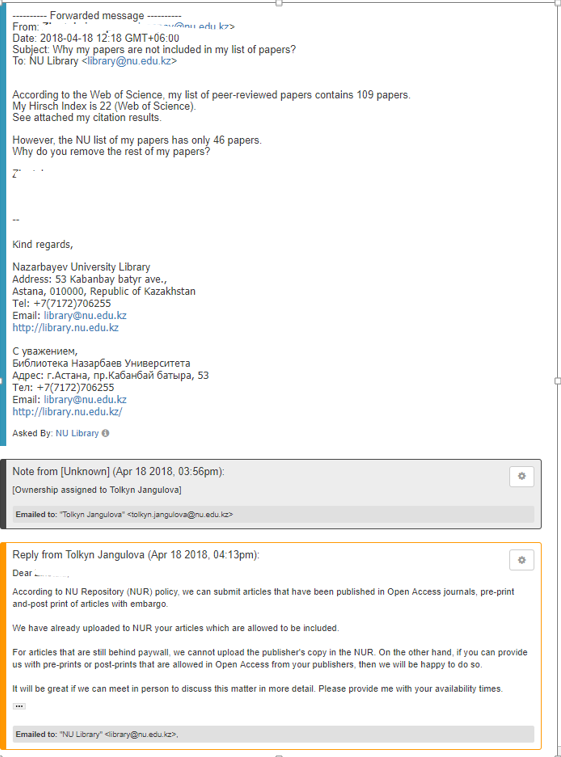 ---------- Forwarded message ----------
From:
Date: 2018-04-18 12:18 GMT+06:00
Subject: Why my papers are not included in my list of papers?
To: NU Library <library@nu.edu.kz>
According to the Web of Science, my list of peer-reviewed papers contains 109 papers.
My Hirsch Index is 22 (Web of Science).
See attached my citation results.
However, the NU list of my papers has only 46 papers.
Why do you remove the rest of my papers?
--
Kind regards,
Nazarbayev University Library
Address: 53 Kabanbay batyr ave.,
Astana, 010000, Republic of Kazakhstan
Tel: +7(7172)706255
Email: library@nu.edu.kz
http://library.nu.edu.kz
С уважением,
Библиотека Назарбаев Университета
Адрес: г.Астана, пр.Кабанбай батыра, 53
Тел: +7(7172)706255
Email: library@nu.edu.kz
http://library.nu.edu.kz/
Asked By: NU Library
Note from [Unknown] (Apr 18 2018, 03:56pm):
[Ownership assigned to Tolkyn Jangulova]
Emailed to: "Tolkyn Jangulova" <tolkyn.jangulova@nu.edu.kz>
Reply from Tolkyn Jangulova (Apr 18 2018, 04:13pm):
Dear
According to NU Repository (NUR) policy, we can submit articles that have been published in Open Access journals, pre-print
and-post print of articles with embargo.
We have already uploaded to NUR your articles which are allowed to be included.
For articles that are still behind paywall, we cannot upload the publisher's copy in the NUR. On the other hand, if you can provide
us with pre-prints or post-prints that are allowed in Open Access from your publishers, then we will be happy to do so.
It will be great if we can meet in person to discuss this matter in more detail. Please provide me with your availability times.
•••
Emailed to: "NU Library" <library@nu.edu.kz>,